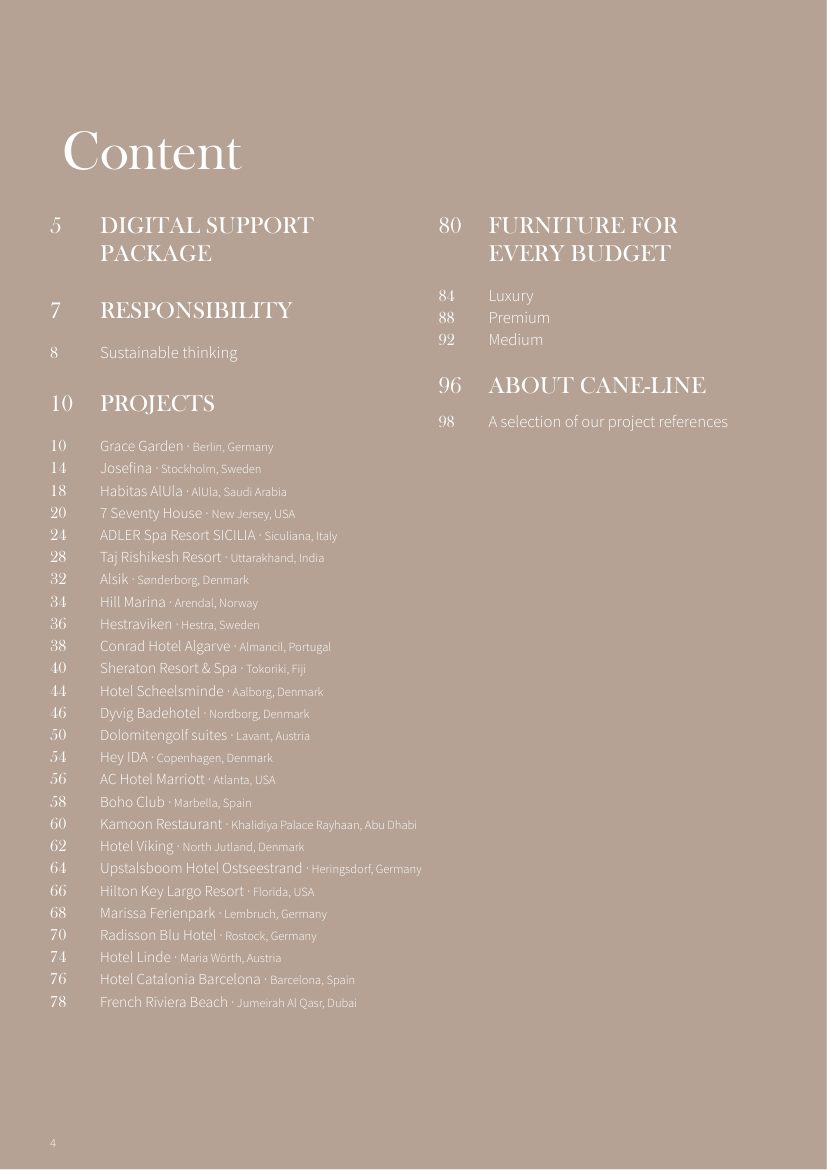 Content
5 DIGITAL SUPPORT
PACKAGE
7 RESPONSIBILITY
8 Sustainable thinking
10 PROJECTS
10 Grace Garden · Berlin, Germany
14 Josefina · Stockholm, Sweden
18 Habitas AlUla · AlUla, Saudi Arabia
20 7 Seventy House · New Jersey, USA
24 ADLER Spa Resort SICILIA · Siculiana, Italy
28 Taj Rishikesh Resort · Uttarakhand, India
32 Alsik · Sønderborg, Denmark
34 Hill Marina · Arendal, Norway
36 Hestraviken · Hestra, Sweden
38 Conrad Hotel Algarve · Almancil, Portugal
40 Sheraton Resort & Spa · Tokoriki, Fiji
44 Hotel Scheelsminde · Aalborg, Denmark
46 Dyvig Badehotel · Nordborg, Denmark
50 Dolomitengolf suites · Lavant, Austria
54 Hey IDA · Copenhagen, Denmark
56 AC Hotel Marriott · Atlanta, USA
58 Boho Club · Marbella, Spain
60 Kamoon Restaurant · Khalidiya Palace Rayhaan, Abu Dhabi
62 Hotel Viking · North Jutland, Denmark
64 Upstalsboom Hotel Ostseestrand · Heringsdorf, Germany
66 Hilton Key Largo Resort · Florida, USA
68 Marissa Ferienpark · Lembruch, Germany
70 Radisson Blu Hotel · Rostock, Germany
74 Hotel Linde · Maria Wörth, Austria
76 Hotel Catalonia Barcelona · Barcelona, Spain
78 French Riviera Beach · Jumeirah Al Qasr, Dubai
80 FURNITURE FOR
EVERY BUDGET
84 Luxury
88 Premium
92 Medium
96 ABOUT CANE-LINE
98 A selection of our project references
4